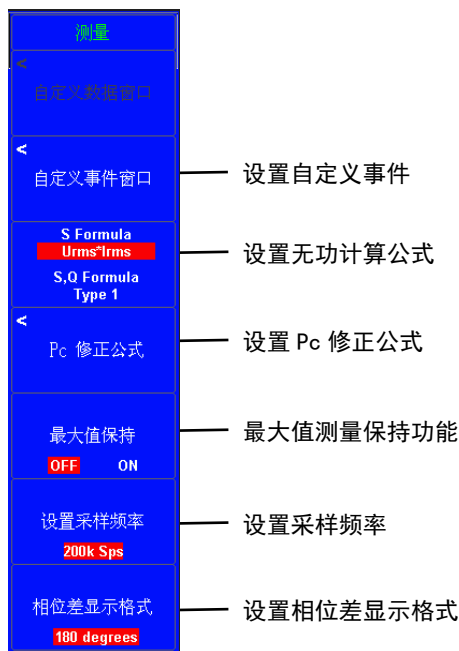 测量
<
自定义数据窗口
<
自定义事件窗口
设置自定义事件
S Formula
Urms*Irms
S,Q Formula
Type 1
设置无功计算公式
<
Pc 修正公式
设置 Pc 修正公式
最大值保持
OFF ON
最大值测量保持功能
设置采样频率
200k Sps
设置采样频率
相位差显示格式
180 degrees
设置相位差显示格式